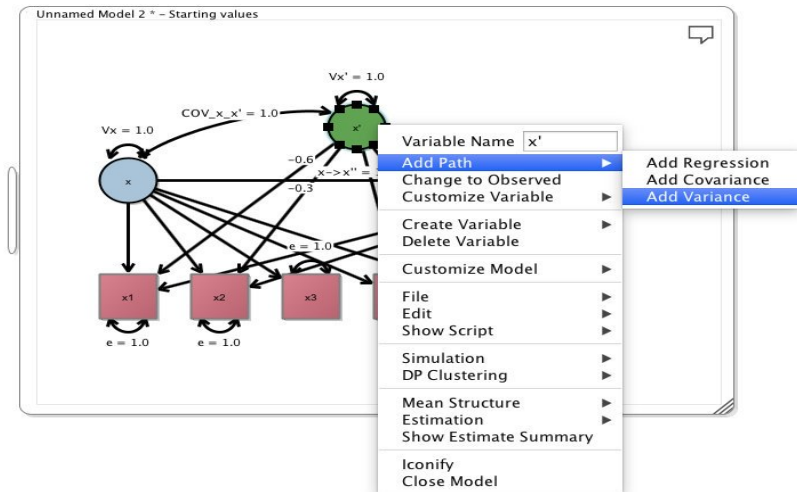 Unnamed Model 2 * – Starting values
Vx' = 1.0
COV_x_x' = 1.0
Vx = 1.0
x'
x
–0.6
x->x'' =
–0.3
e = 1.0
x1
x2
x3
e = 1.0
e = 1.0
Variable Name x'
Add Path
Change to Observed
Customize Variable
Create Variable
Delete Variable
Customize Model
File
Edit
Show Script
Simulation
DP Clustering
Mean Structure
Estimation
Show Estimate Summary
Iconify
Close Model
Add Regression
Add Covariance
Add Variance